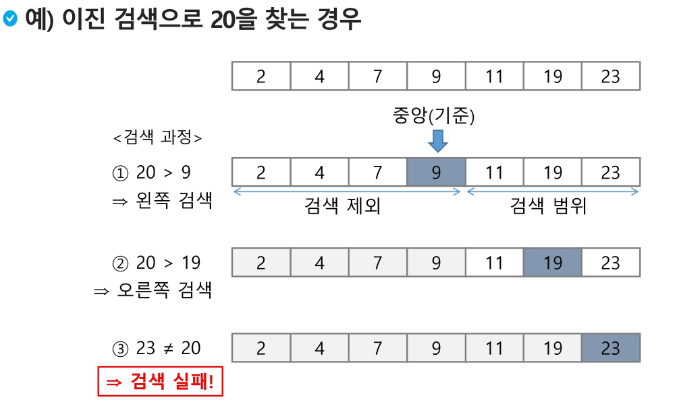 예) 이진 검색으로 20을 찾는 경우
2 4 7 9 11 19 23
중앙(기준)
<검색 과정>
① 20 > 9
2 4 7 9 11 19 23
⇒ 왼쪽 검색
검색 제외 검색 범위
② 20 > 19
2 4 7 9 11 19 23
⇒ 오른쪽 검색
③ 23 ≠ 20
2 4 7 9 11 19 23
⇒ 검색 실패!